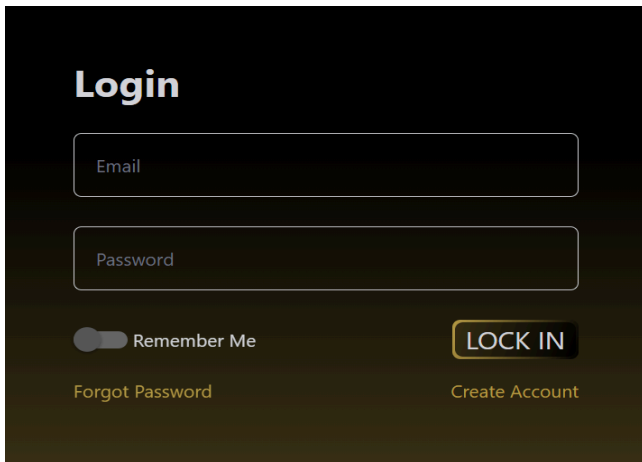 Login
Email
Password
Remember Me
LOCK IN
Forgot Password
Create Account